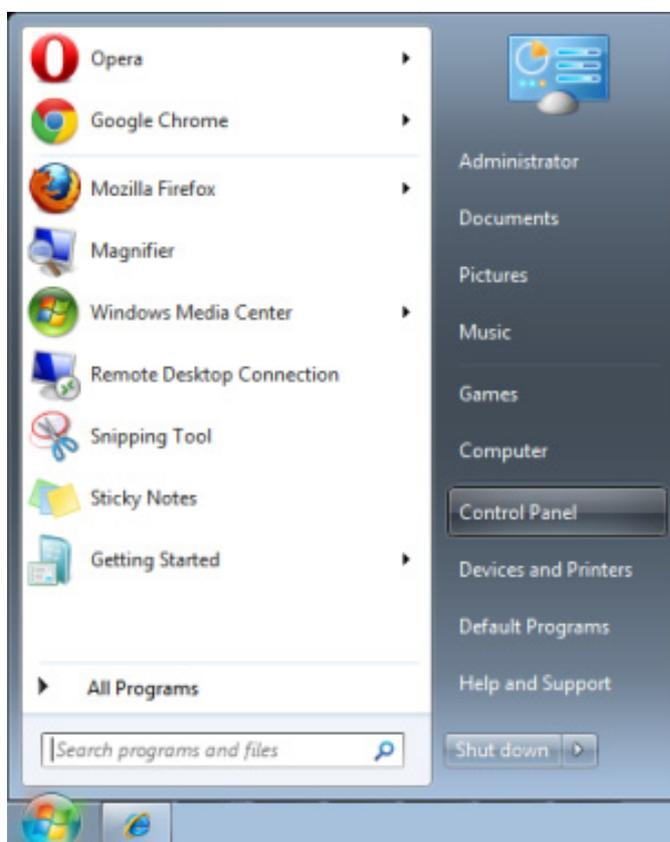 Opera
Google Chrome
Mozilla Firefox
Magnifier
Windows Media Center
Remote Desktop Connection
Snipping Tool
Sticky Notes
Getting Started
All Programs
Search programs and files
Administrator
Documents
Pictures
Music
Games
Computer
Control Panel
Devices and Printers
Default Programs
Help and Support
Shut down